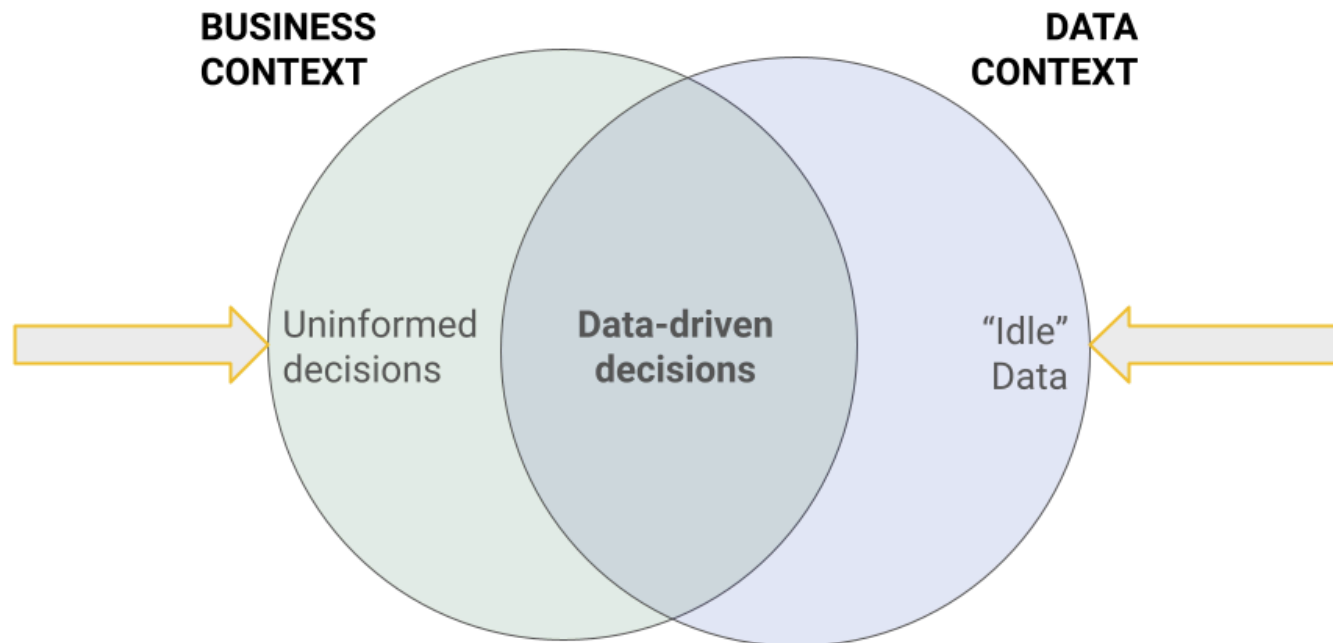 BUSINESS
CONTEXT
DATA
CONTEXT
Uninformed
decisions
Data-driven
decisions
“Idle”
Data